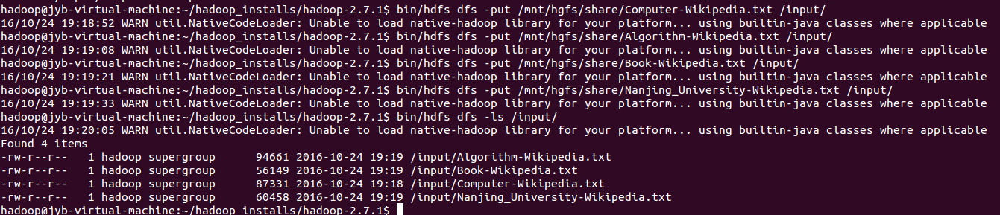 hadoop@jyb-virtual-machine:~/hadoop_installs/hadoop-2.7.1$ bin/hdfs dfs -put /mnt/hgfs/share/Computer-Wikipedia.txt /input/
16/10/24 19:18:52 WARN util.NativeCodeLoader: Unable to load native-hadoop library for your platform... using builtin-java classes where applicable
hadoop@jyb-virtual-machine:~/hadoop_installs/hadoop-2.7.1$ bin/hdfs dfs -put /mnt/hgfs/share/Algorithm-Wikipedia.txt /input/
16/10/24 19:19:08 WARN util.NativeCodeLoader: Unable to load native-hadoop library for your platform... using builtin-java classes where applicable
hadoop@jyb-virtual-machine:~/hadoop_installs/hadoop-2.7.1$ bin/hdfs dfs -put /mnt/hgfs/share/Book-Wikipedia.txt /input/
16/10/24 19:19:21 WARN util.NativeCodeLoader: Unable to load native-hadoop library for your platform... using builtin-java classes where applicable
hadoop@jyb-virtual-machine:~/hadoop_installs/hadoop-2.7.1$ bin/hdfs dfs -put /mnt/hgfs/share/Nanjing_University-Wikipedia.txt /input/
16/10/24 19:19:33 WARN util.NativeCodeLoader: Unable to load native-hadoop library for your platform... using builtin-java classes where applicable
hadoop@jyb-virtual-machine:~/hadoop_installs/hadoop-2.7.1$ bin/hdfs dfs -ls /input/
16/10/24 19:20:05 WARN util.NativeCodeLoader: Unable to load native-hadoop library for your platform... using builtin-java classes where applicable
Found 4 items
-rw-r--r--   1 hadoop supergroup      94661 2016-10-24 19:19 /input/Algorithm-Wikipedia.txt
-rw-r--r--   1 hadoop supergroup      56149 2016-10-24 19:19 /input/Book-Wikipedia.txt
-rw-r--r--   1 hadoop supergroup      87331 2016-10-24 19:18 /input/Computer-Wikipedia.txt
-rw-r--r--   1 hadoop supergroup      60458 2016-10-24 19:19 /input/Nanjing_University-Wikipedia.txt
hadoop@jyb-virtual-machine:~/hadoop_installs/hadoop-2.7.1$